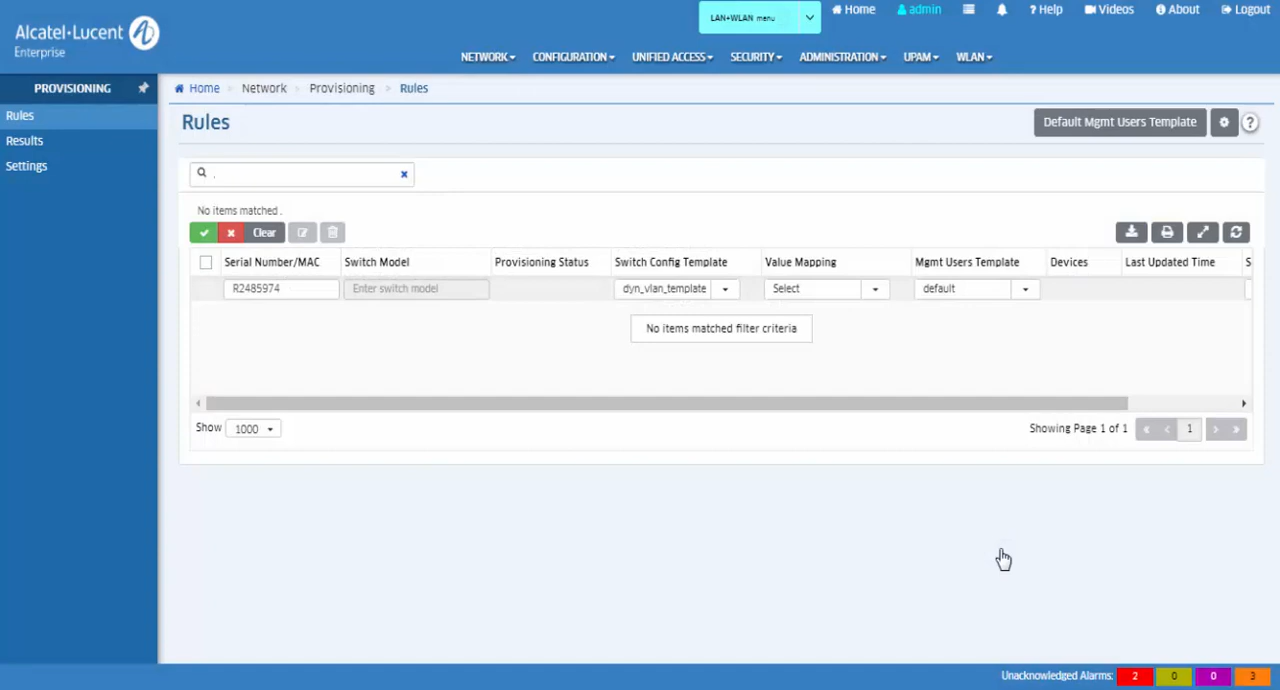 LAN+WLAN menu
Home
admin
? Help
Videos
About
Logout
Alcatel·Lucent
Enterprise
NETWORK
CONFIGURATION
UNIFIED ACCESS
SECURITY
ADMINISTRATION
UPAM
WLAN
PROVISIONING
Rules
Results
Settings
Home > Network > Provisioning > Rules
Rules
Default Mgmt Users Template
?
.
No items matched .
Clear
Serial Number/MAC
Switch Model
Provisioning Status
Switch Config Template
Value Mapping
Mgmt Users Template
Devices
Last Updated Time
S
R2485974
Enter switch model
dyn_vlan_template
Select
default
No items matched filter criteria
Show 1000
Showing Page 1 of 1
« < 1 > »
Unacknowledged Alarms: 2 0 0 3